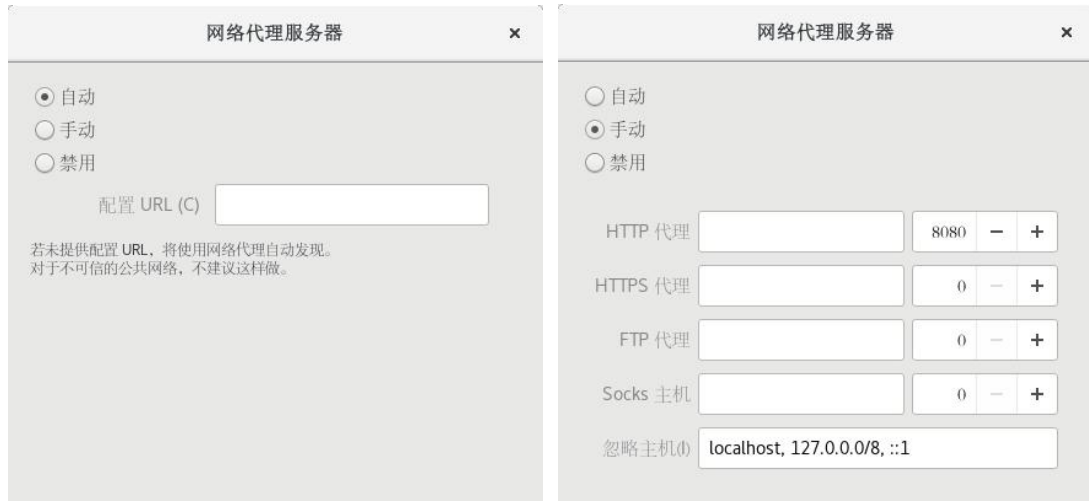 网络代理服务器 ×
自动
手动
禁用
配置 URL (C)
若未提供配置 URL，将使用网络代理自动发现。
对于不可信的公共网络，不建议这样做。
网络代理服务器 ×
自动
手动
禁用
HTTP 代理 8080 − +
HTTPS 代理 0 − +
FTP 代理 0 − +
Socks 主机 0 − +
忽略主机(I) localhost, 127.0.0.0/8, ::1